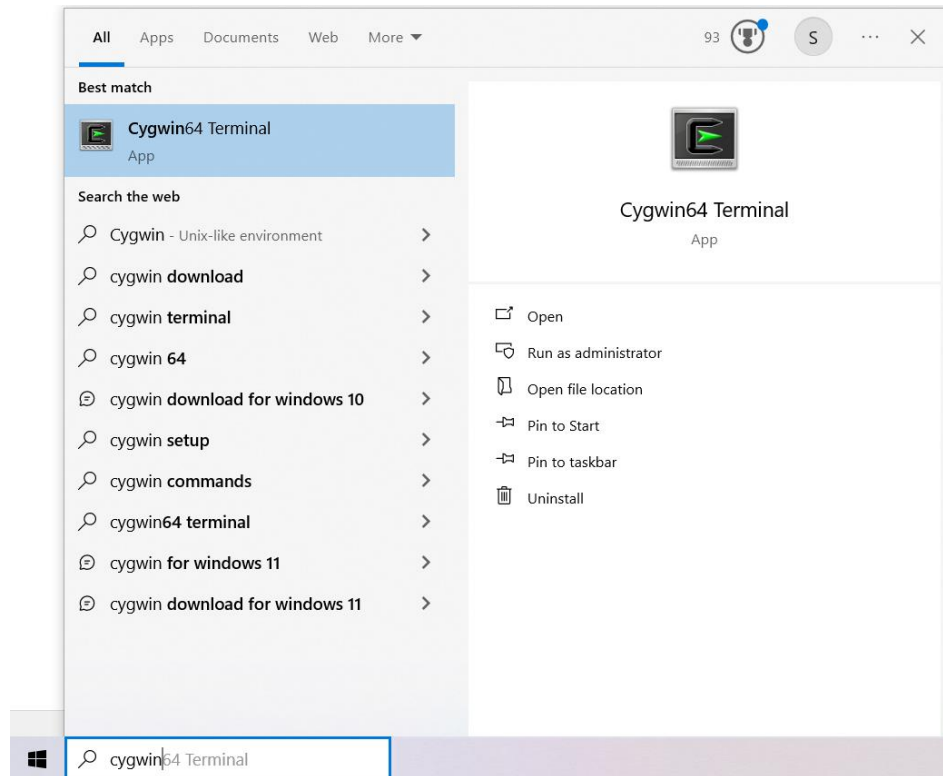 All Apps Documents Web More 93 S ...
Best match
Cygwin64 Terminal
App
Search the web
Cygwin - Unix-like environment
cygwin download
cygwin terminal
cygwin 64
cygwin download for windows 10
cygwin setup
cygwin commands
cygwin64 terminal
cygwin for windows 11
cygwin download for windows 11
Cygwin64 Terminal
App
Open
Run as administrator
Open file location
Pin to Start
Pin to taskbar
Uninstall
cygwin64 Terminal